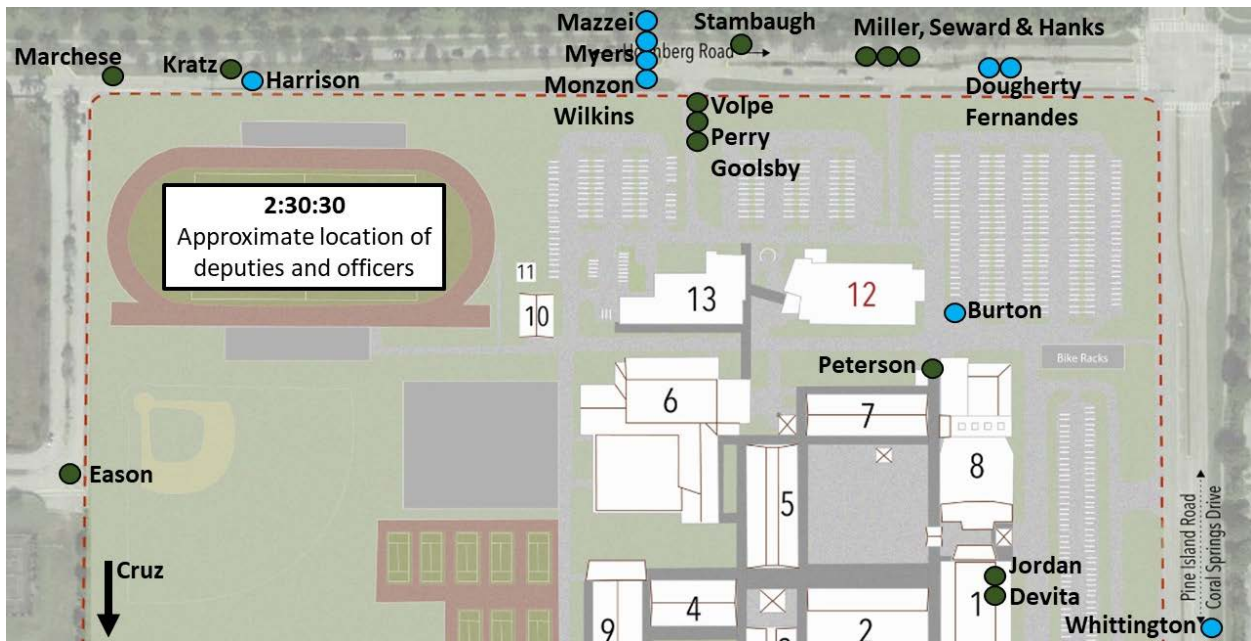 Mazzei
Stambaugh
Miller, Seward & Hanks
Marchese
Kratz
Harrison
Myers
Road
Monzon
Wilkins
Dougherty
Fernandes
Volpe
Perry
Goolsby
2:30:30
Approximate location of
deputies and officers
11
10
13
12
Burton
Peterson
Bike Racks
6
7
Eason
5
8
Cruz
Jordan
Devita
Pine Island Road
Coral Springs Drive
9
4
2
1
Whittington